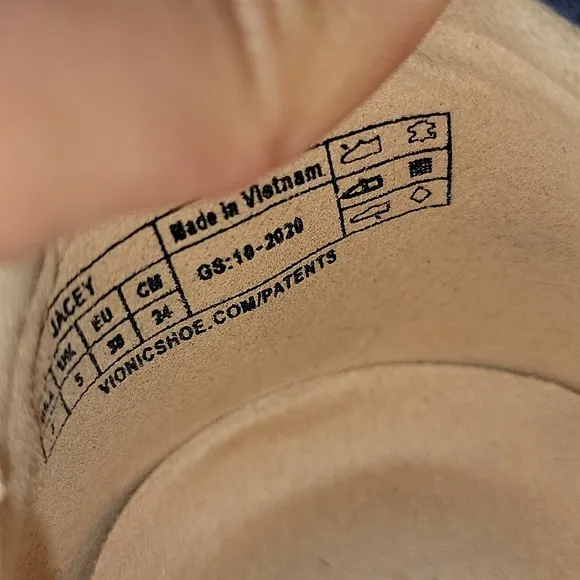 JACEY
Made in Vietnam
UK EU CM
5 38 24
GS:10-2020
VIONICSHOE.COM/PATENTS